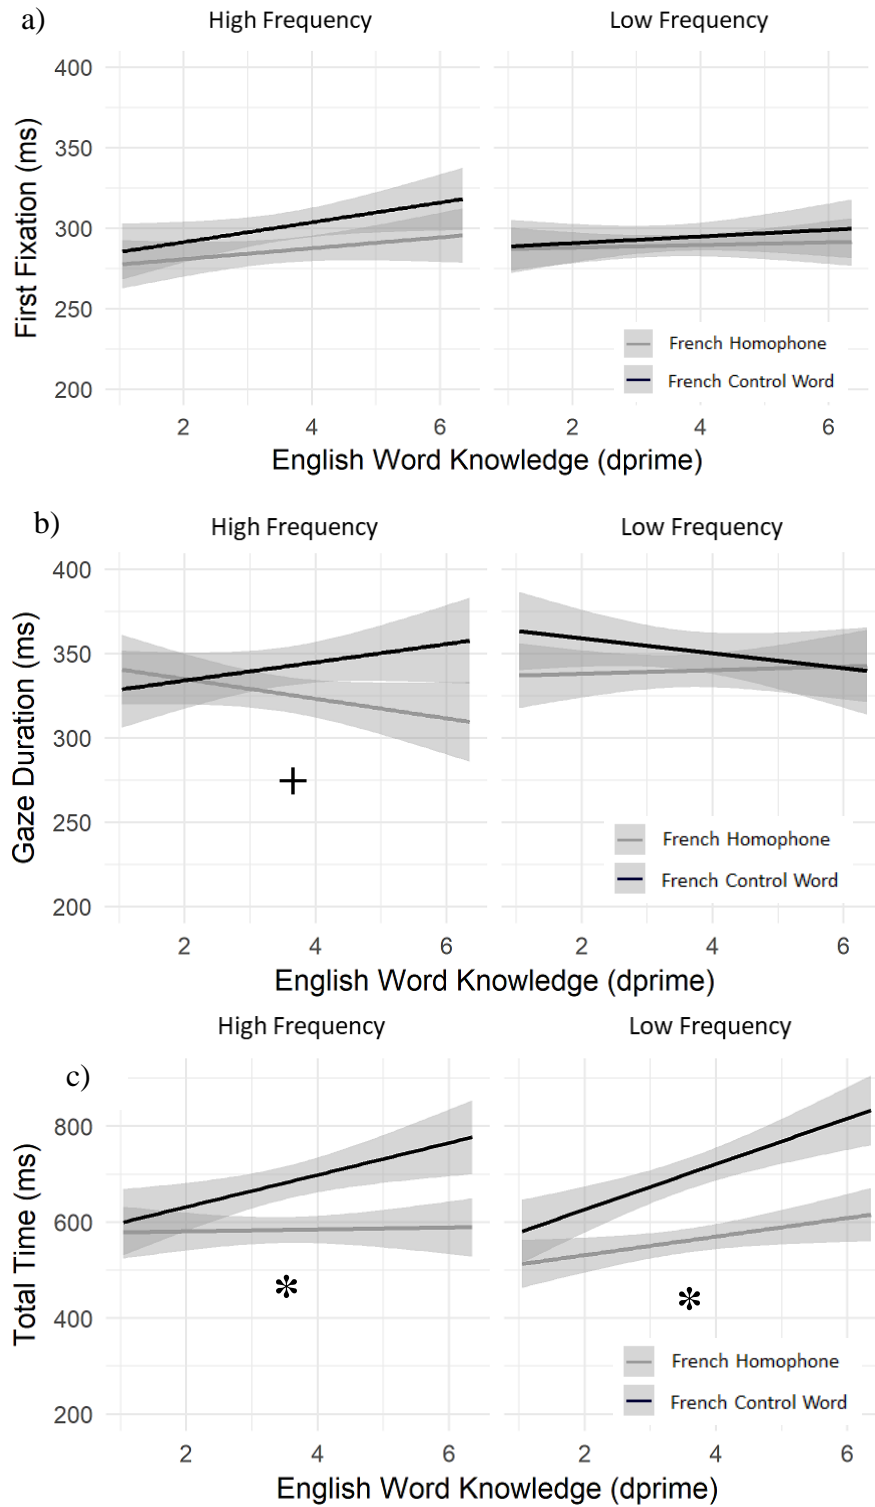 a)
High Frequency
Low Frequency
First Fixation (ms)
400
350
300
250
200
French Homophone
French Control Word
2
4
6
2
4
6
English Word Knowledge (dprime)
b)
High Frequency
Low Frequency
Gaze Duration (ms)
400
350
300
250
200
+
French Homophone
French Control Word
2
4
6
2
4
6
English Word Knowledge (dprime)
High Frequency
Low Frequency
c)
Total Time (ms)
800
600
400
200
*
*
French Homophone
French Control Word
2
4
6
2
4
6
English Word Knowledge (dprime)